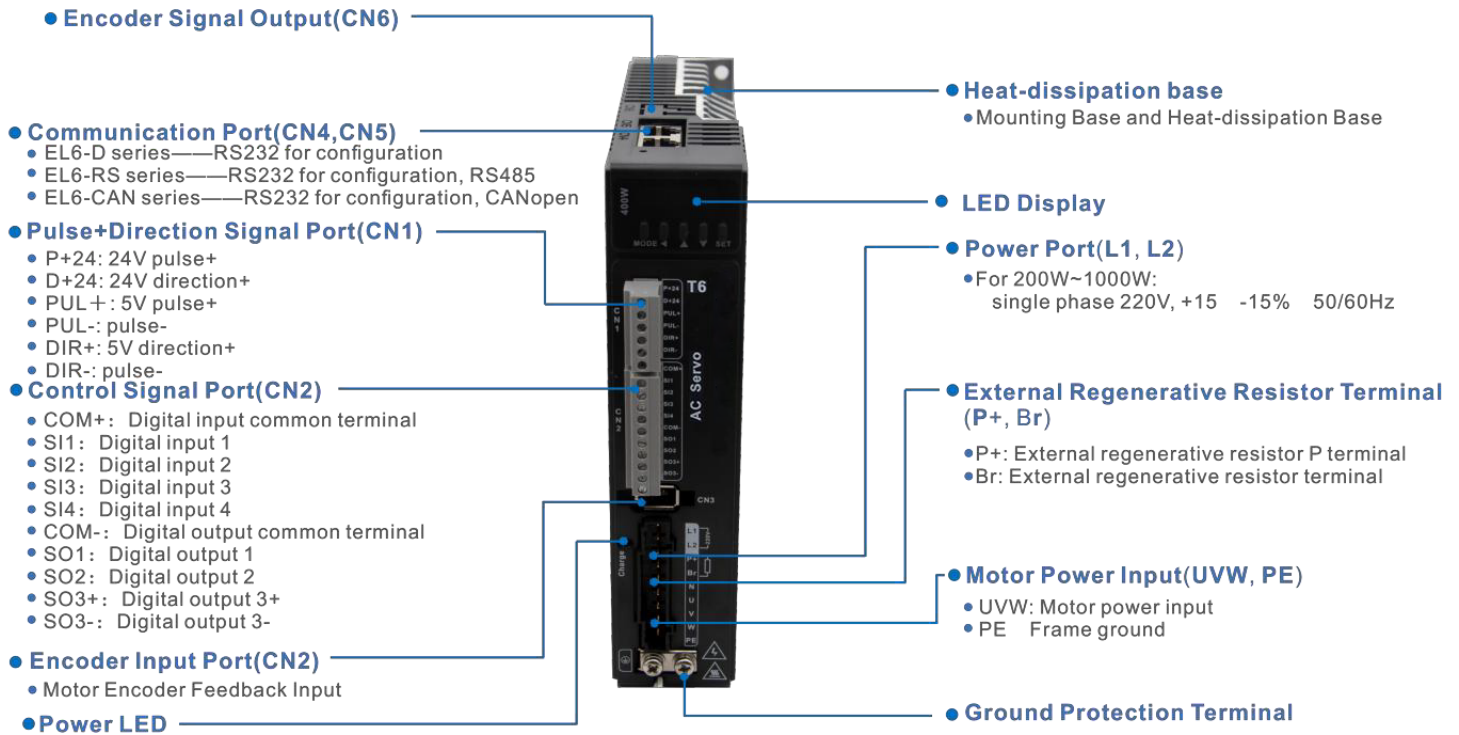 Encoder Signal Output(CN6)
Communication Port(CN4,CN5)
EL6-D series——RS232 for configuration
EL6-RS series——RS232 for configuration, RS485
EL6-CAN series——RS232 for configuration, CANopen
Pulse+Direction Signal Port(CN1)
P+24: 24V pulse+
D+24: 24V direction+
PUL+: 5V pulse+
PUL-: pulse-
DIR+: 5V direction+
DIR-: pulse-
Control Signal Port(CN2)
COM+: Digital input common terminal
SI1: Digital input 1
SI2: Digital input 2
SI3: Digital input 3
SI4: Digital input 4
COM-: Digital output common terminal
SO1: Digital output 1
SO2: Digital output 2
SO3+: Digital output 3+
SO3-: Digital output 3-
Encoder Input Port(CN2)
Motor Encoder Feedback Input
Power LED
400W
MODE SET
T6
AC Servo
CN1
P+24
D+24
PUL+
PUL-
DIR+
DIR-
CN2
COM+
SI1
SI2
SI3
SI4
COM-
SO1
SO2
SO3+
SO3-
CN3
Charge
L1
L2
220V
P+
Br
N
U
V
W
PE
Heat-dissipation base
Mounting Base and Heat-dissipation Base
LED Display
Power Port(L1, L2)
For 200W~1000W:
single phase 220V, +15 -15% 50/60Hz
External Regenerative Resistor Terminal
(P+, Br)
P+: External regenerative resistor P terminal
Br: External regenerative resistor terminal
Motor Power Input(UVW, PE)
UVW: Motor power input
PE Frame ground
Ground Protection Terminal